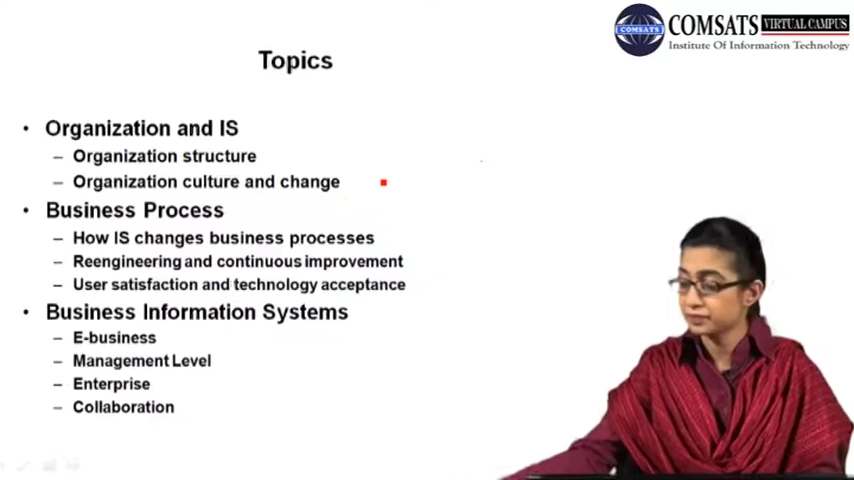 COMSATS VIRTUAL CAMPUS
COMSATS
Institute Of Information Technology
Topics
• Organization and IS
– Organization structure
– Organization culture and change
• Business Process
– How IS changes business processes
– Reengineering and continuous improvement
– User satisfaction and technology acceptance
• Business Information Systems
– E-business
– Management Level
– Enterprise
– Collaboration